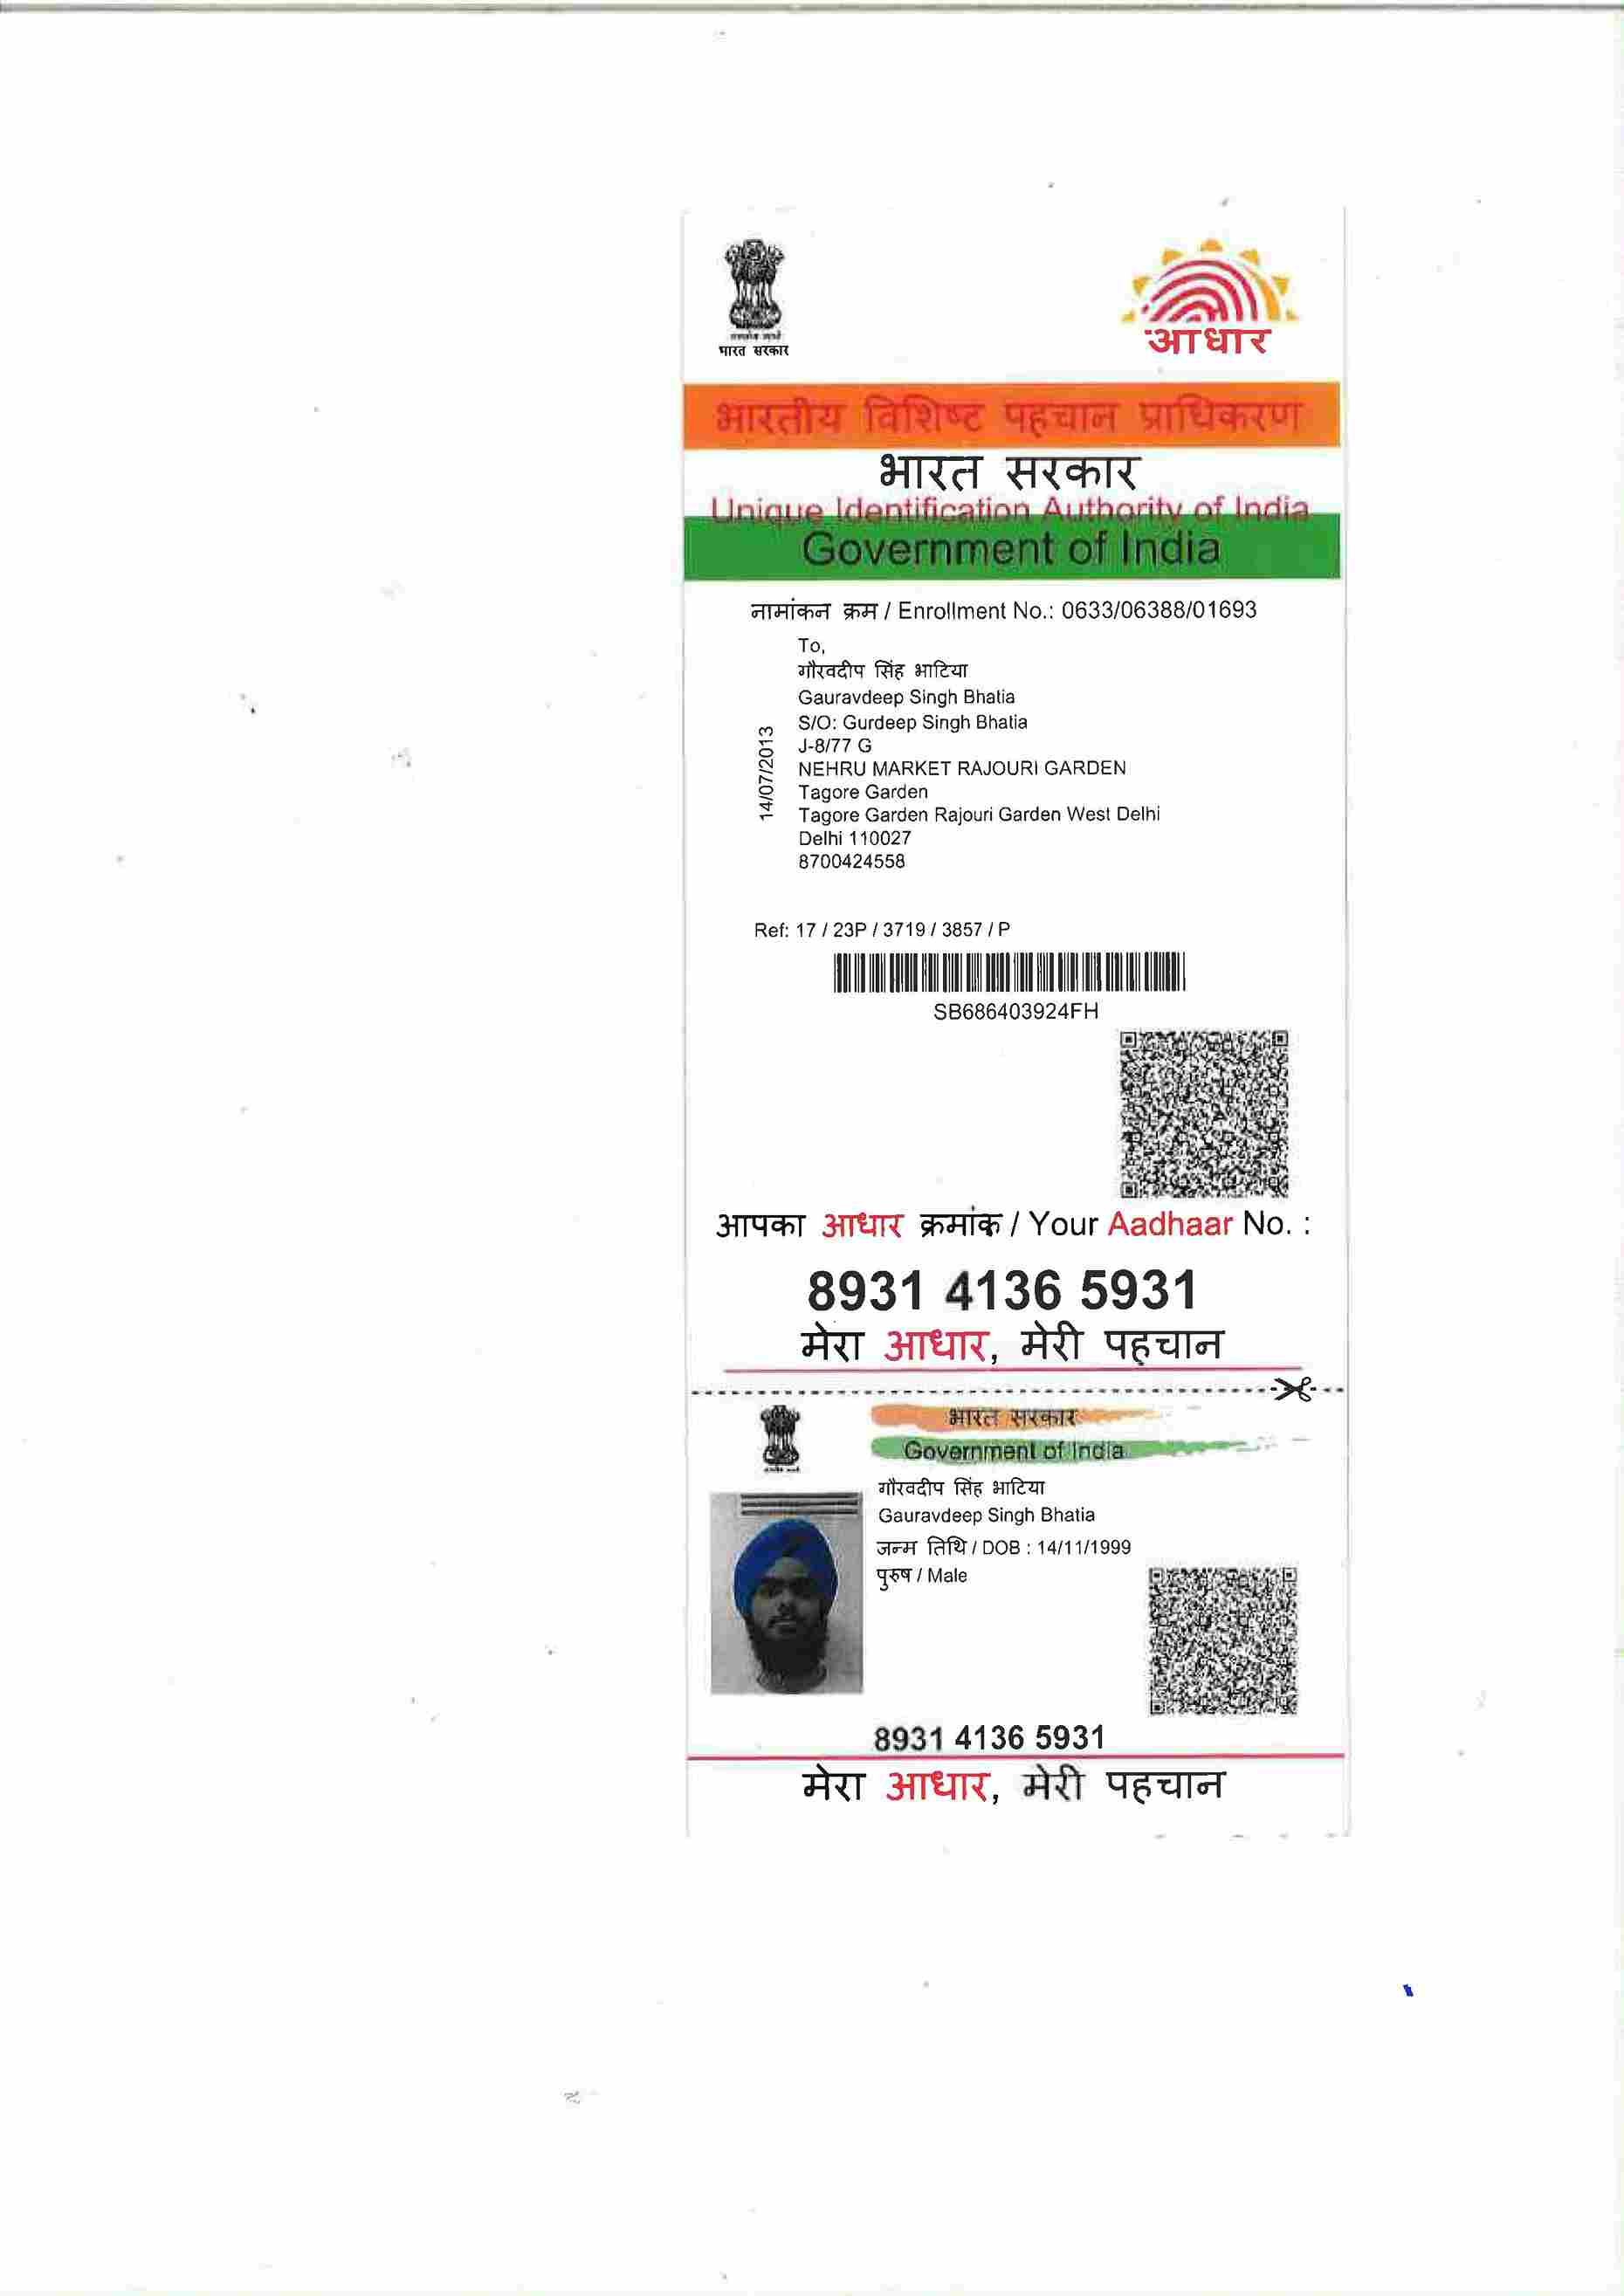 भारत सरकार
आधार
भारतीय विशिष्ट पहचान प्राधिकरण
भारत सरकार
Unique Identification Authority of India
Government of India
नामांकन क्रम / Enrollment No.: 0633/06388/01693
To,
गौरवदीप सिंह भाटिया
Gauravdeep Singh Bhatia
S/O: Gurdeep Singh Bhatia
J-8/77 G
NEHRU MARKET RAJOURI GARDEN
Tagore Garden
Tagore Garden Rajouri Garden West Delhi
Delhi 110027
8700424558
14/07/2013
Ref: 17 / 23P / 3719 / 3857 / P
SB686403924FH
आपका आधार क्रमांक / Your Aadhaar No. :
8931 4136 5931
मेरा आधार, मेरी पहचान
भारत सरकार
Government of India
गौरवदीप सिंह भाटिया
Gauravdeep Singh Bhatia
जन्म तिथि / DOB : 14/11/1999
पुरुष / Male
8931 4136 5931
मेरा आधार, मेरी पहचान